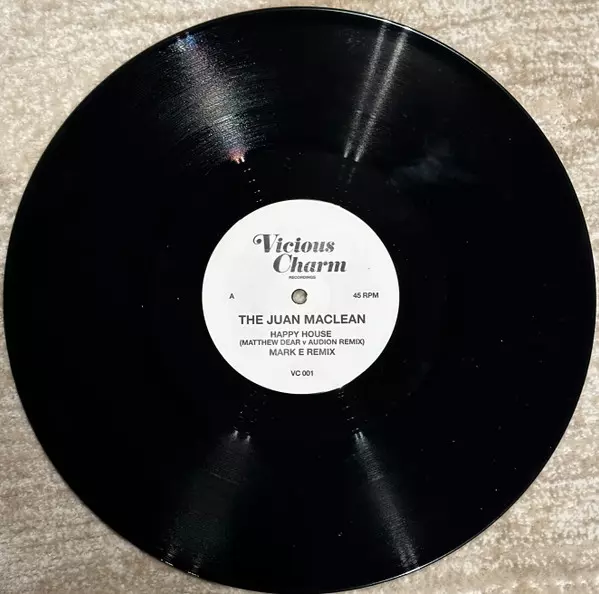 Vicious
Charm
RECORDINGS
A 45 RPM
THE JUAN MACLEAN
HAPPY HOUSE
(MATTHEW DEAR v AUDION REMIX)
MARK E REMIX
VC 001